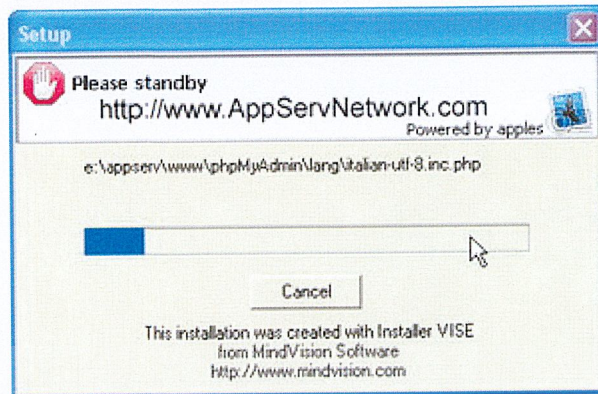 Setup
Please standby
http://www.AppServNetwork.com
Powered by apples
e:\appserv\www\phpMyAdmin\lang\italian-utf-8.inc.php
Cancel
This installation was created with Installer VISE
from MindVision Software
http://www.mindvision.com